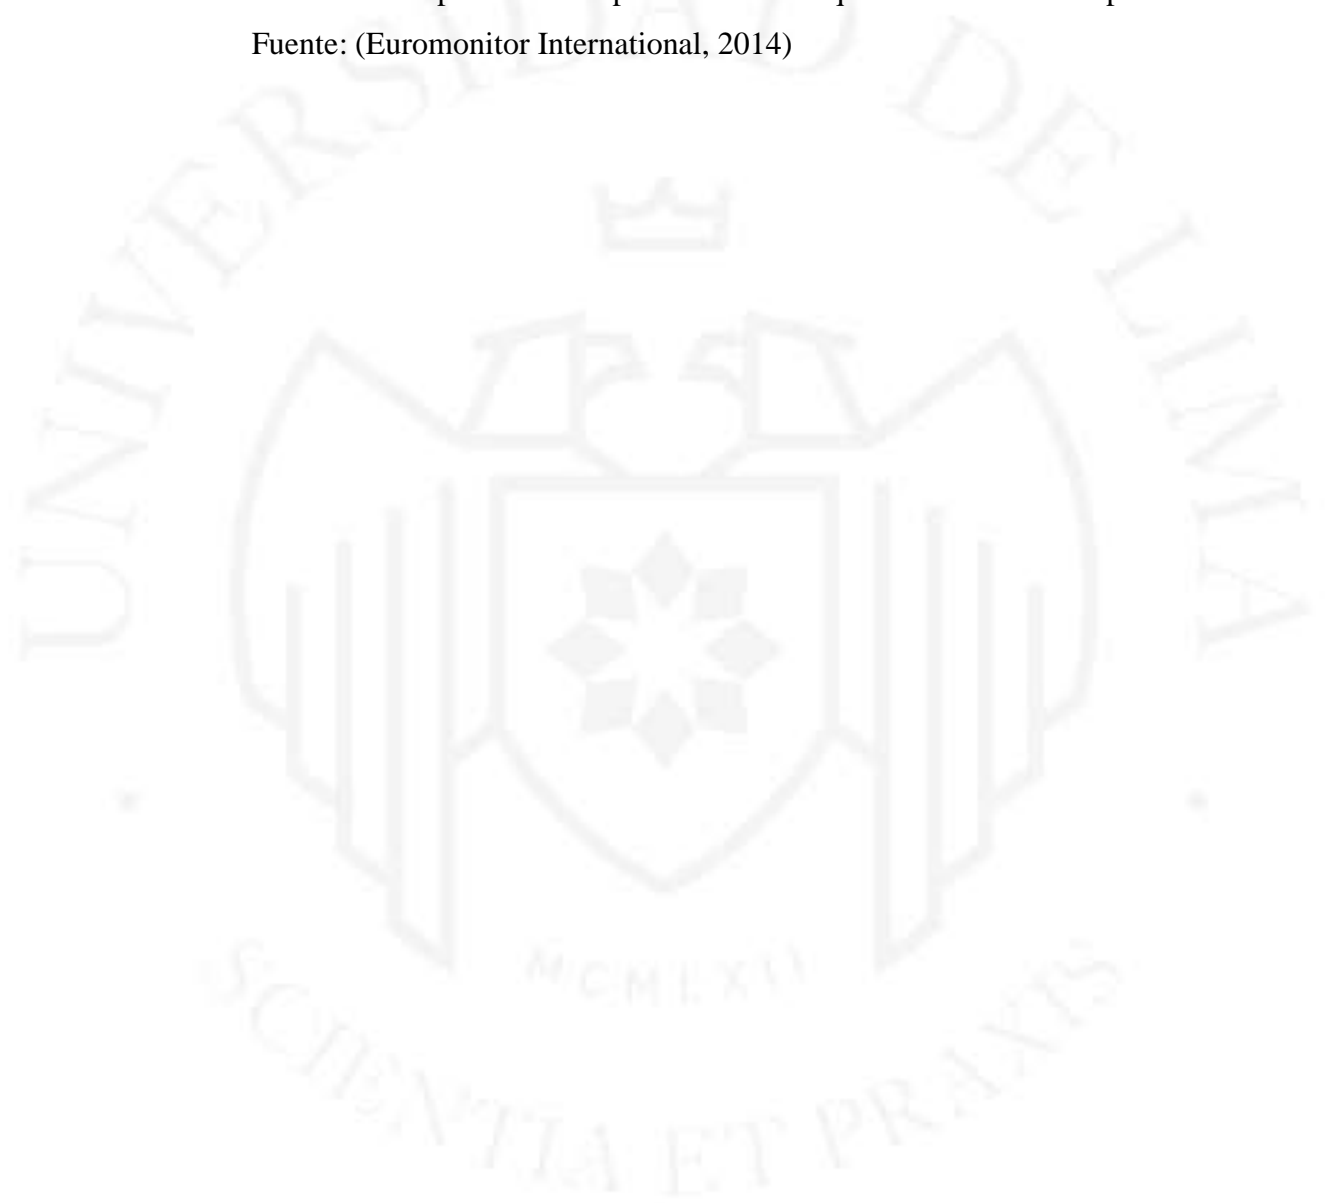 Fuente: (Euromonitor International, 2014)
UNIVERSIDAD DE LIMA
MCMLXII
SCIENTIA ET PRAXIS